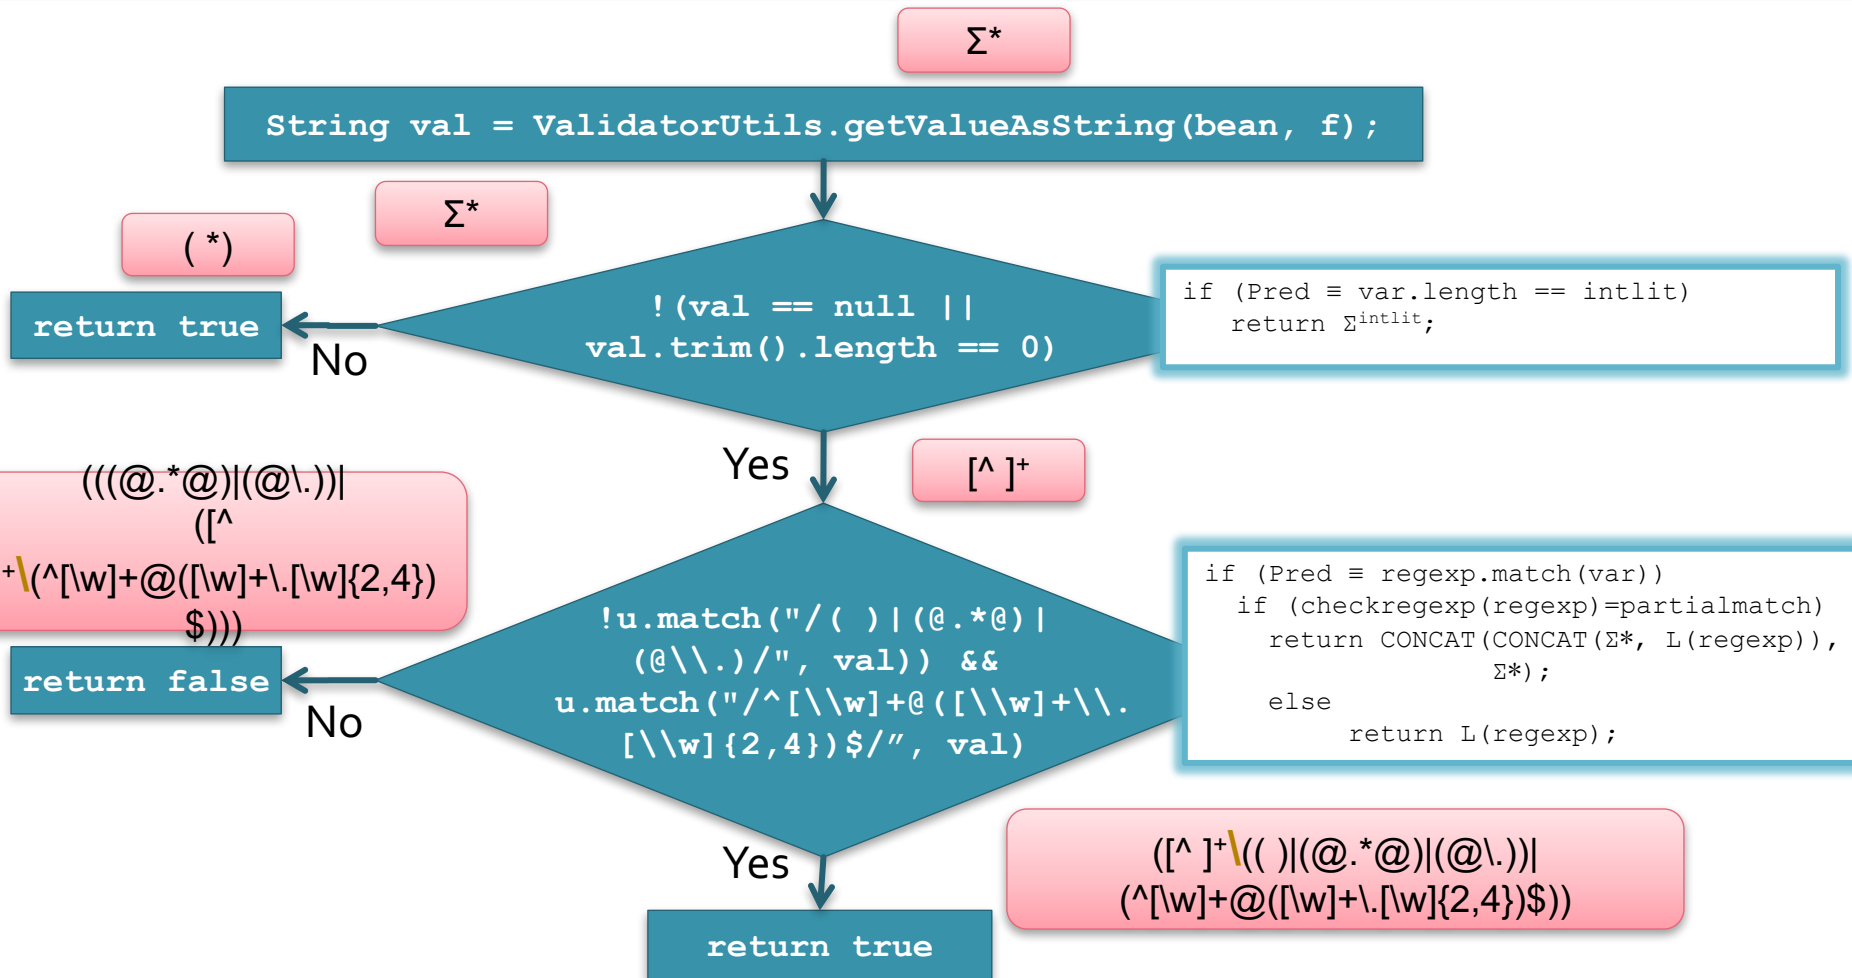 Σ*
String val = ValidatorUtils.getValueAsString(bean, f);
Σ*
( *)
return true
No
!(val == null ||
val.trim().length == 0)
if (Pred ≡ var.length == intlit)
return Σ^intlit;
Yes
[^ ]+
(((@.*@)|(@\.))|
([^
+\(^[\w]+@([\w]+\.[\w]{2,4})
$)))
return false
No
!u.match("/( )|(@.*@)|
(@\\.)/", val)) &&
u.match("/^[\\w]+@([\\w]+\\.
[\\w]{2,4})$/”, val)
if (Pred ≡ regexp.match(var))
if (checkregexp(regexp)=partialmatch)
return CONCAT(CONCAT(Σ*, L(regexp)),
Σ*);
else
return L(regexp);
Yes
([^ ]+\(( )|(@.*@)|(@\.))|
(^[\w]+@([\w]+\.[\w]{2,4})$))
return true